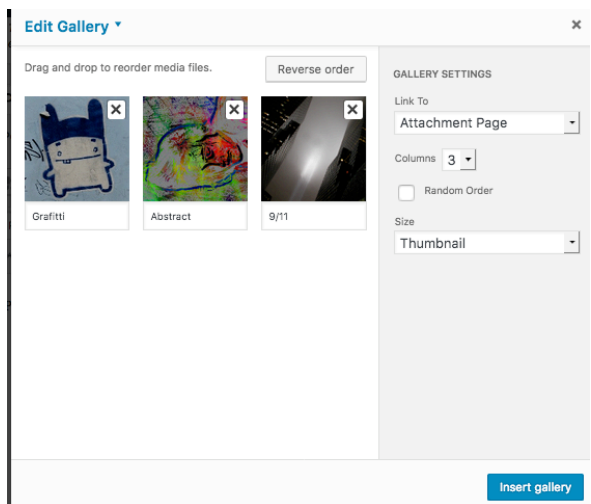 Edit Gallery
Drag and drop to reorder media files.
Reverse order
Grafitti
Abstract
9/11
GALLERY SETTINGS
Link To
Attachment Page
Columns 3
Random Order
Size
Thumbnail
Insert gallery